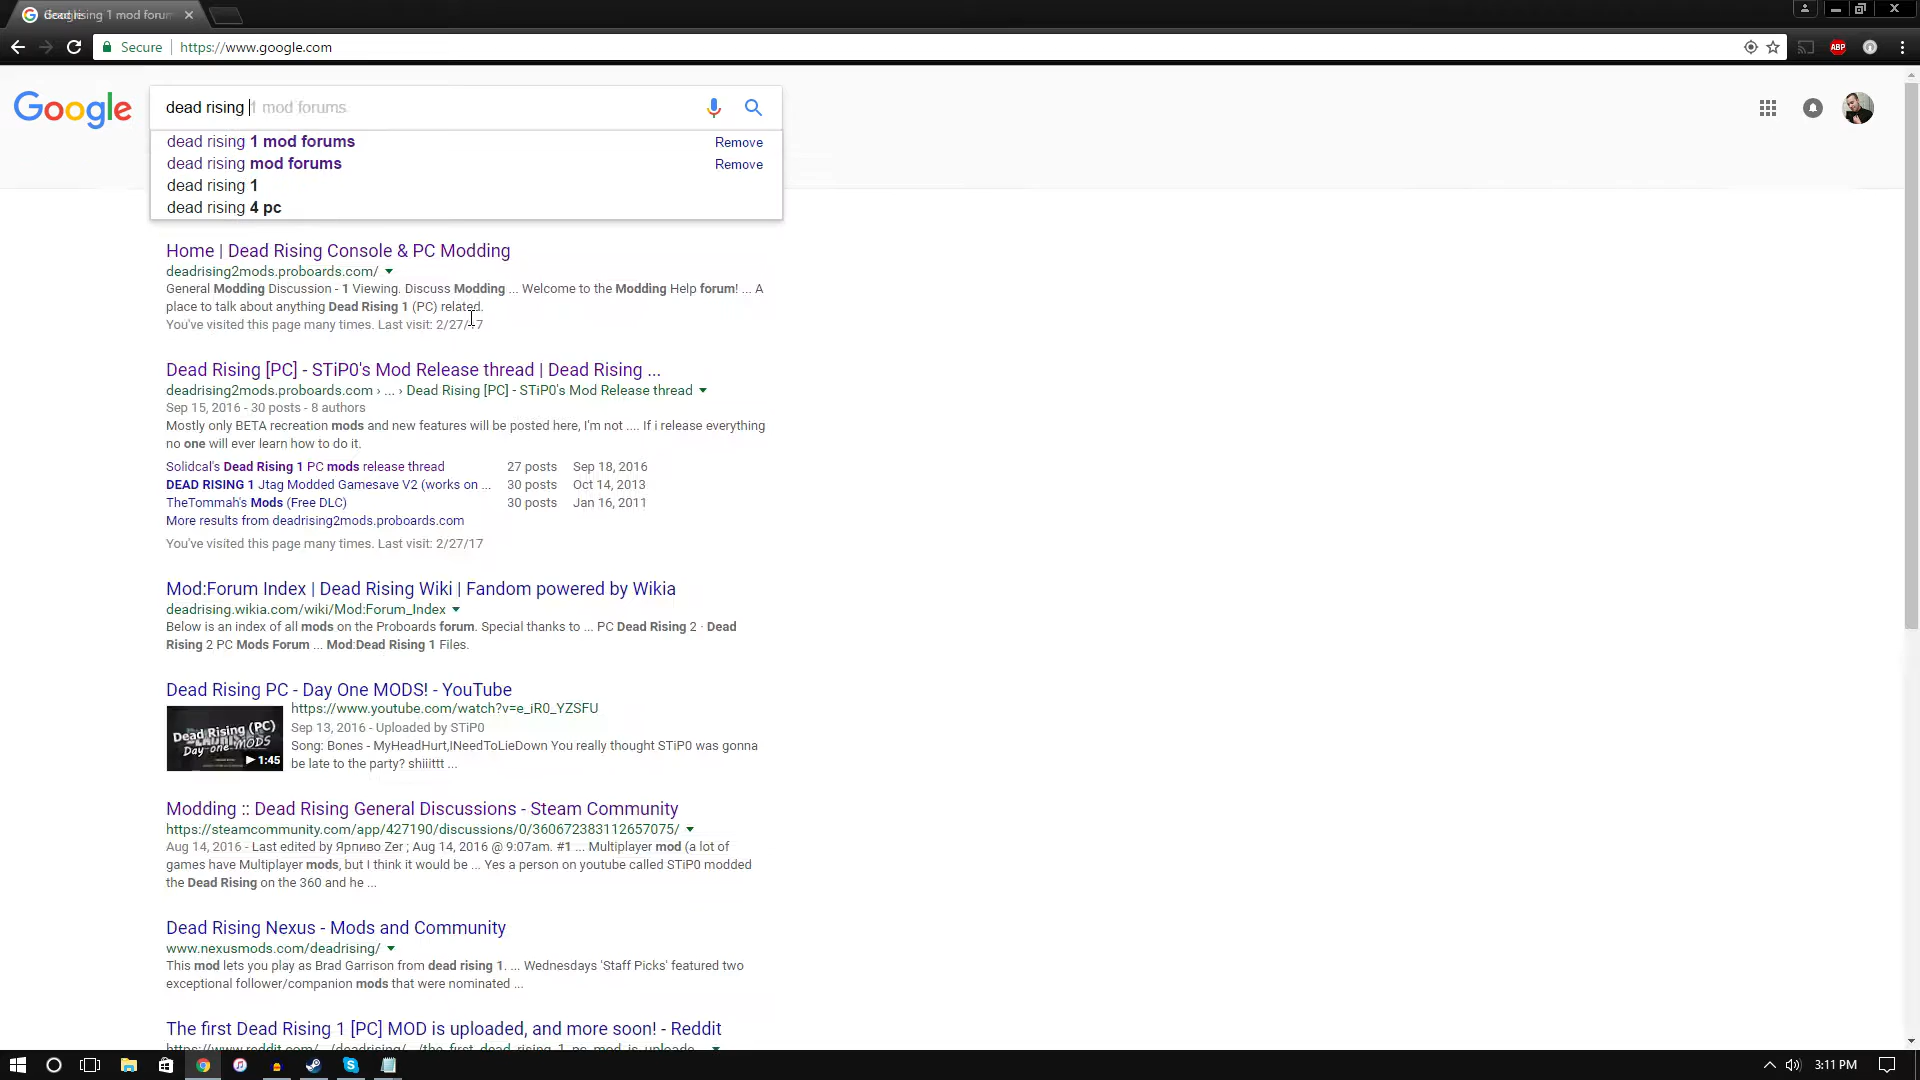 dead rising 1 mod forum
Secure https://www.google.com
ABP
Google
dead rising 1 mod forums
dead rising 1 mod forums Remove
dead rising mod forums Remove
dead rising 1
dead rising 4 pc
Home | Dead Rising Console & PC Modding
deadrising2mods.proboards.com/
General Modding Discussion - 1 Viewing. Discuss Modding ... Welcome to the Modding Help forum! ... A
place to talk about anything Dead Rising 1 (PC) related.
You've visited this page many times. Last visit: 2/27/17
Dead Rising [PC] - STiP0's Mod Release thread | Dead Rising ...
deadrising2mods.proboards.com › ... › Dead Rising [PC] - STiP0's Mod Release thread
Sep 15, 2016 - 30 posts - 8 authors
Mostly only BETA recreation mods and new features will be posted here, I'm not .... If i release everything
no one will ever learn how to do it.
Solidcal's Dead Rising 1 PC mods release thread 27 posts Sep 18, 2016
DEAD RISING 1 Jtag Modded Gamesave V2 (works on ... 30 posts Oct 14, 2013
TheTommah's Mods (Free DLC) 30 posts Jan 16, 2011
More results from deadrising2mods.proboards.com
You've visited this page many times. Last visit: 2/27/17
Mod:Forum Index | Dead Rising Wiki | Fandom powered by Wikia
deadrising.wikia.com/wiki/Mod:Forum_Index
Below is an index of all mods on the Proboards forum. Special thanks to ... PC Dead Rising 2 · Dead
Rising 2 PC Mods Forum ... Mod:Dead Rising 1 Files.
Dead Rising PC - Day One MODS! - YouTube
https://www.youtube.com/watch?v=e_iR0_YZSFU
Sep 13, 2016 - Uploaded by STiP0
Song: Bones - MyHeadHurt,INeedToLieDown You really thought STiP0 was gonna
be late to the party? shiiittt ...
Dead Rising (PC)
Day one MODS
1:45
Modding :: Dead Rising General Discussions - Steam Community
https://steamcommunity.com/app/427190/discussions/0/360672383112657075/
Aug 14, 2016 - Last edited by Ярпиво Zer ; Aug 14, 2016 @ 9:07am. #1 ... Multiplayer mod (a lot of
games have Multiplayer mods, but I think it would be ... Yes a person on youtube called STiP0 modded
the Dead Rising on the 360 and he ...
Dead Rising Nexus - Mods and Community
www.nexusmods.com/deadrising/
This mod lets you play as Brad Garrison from dead rising 1. ... Wednesdays 'Staff Picks' featured two
exceptional follower/companion mods that were nominated ...
The first Dead Rising 1 [PC] MOD is uploaded, and more soon! - Reddit
https://www.reddit.com/.../deadrising/.../the_first_dead_rising_1_pc_mod_is_uploade...
3:11 PM